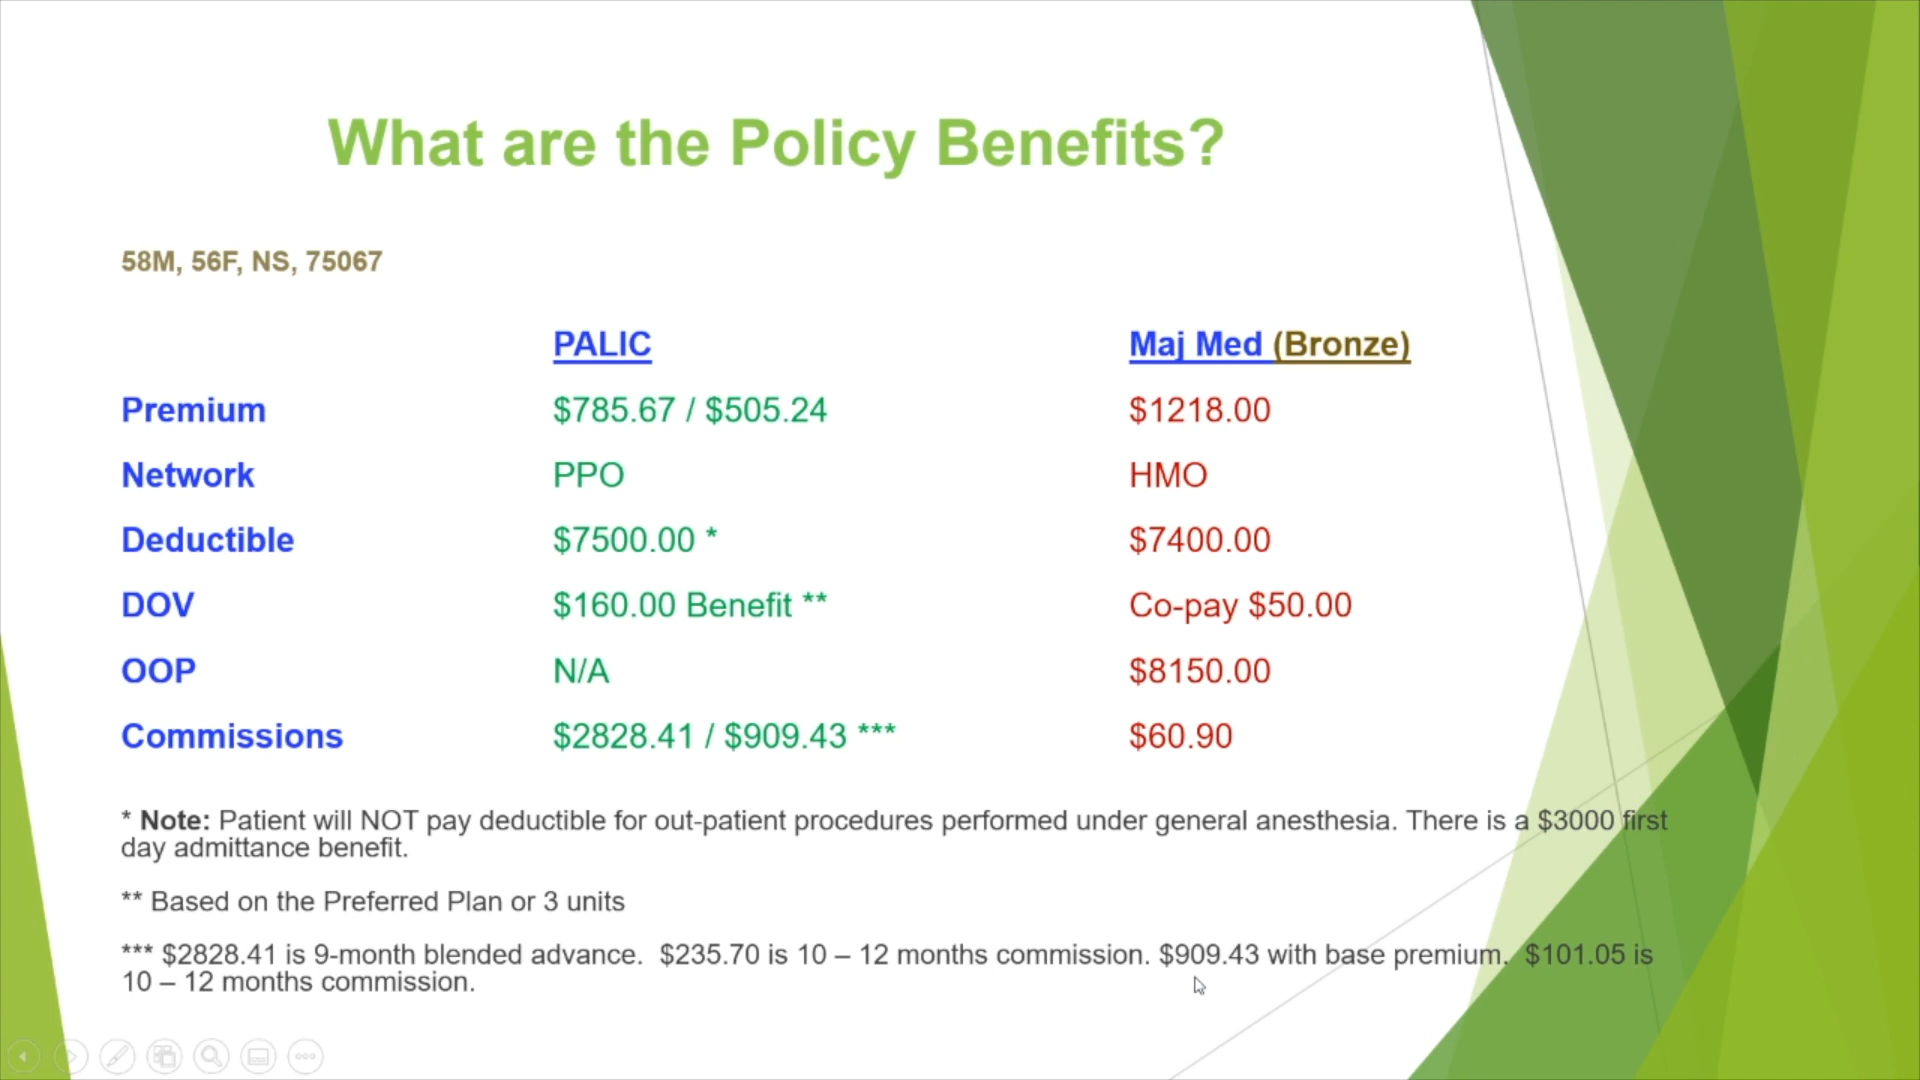 What are the Policy Benefits?
58M, 56F, NS, 75067
PALIC Maj Med (Bronze)
Premium $785.67 / $505.24 $1218.00
Network PPO HMO
Deductible $7500.00 * $7400.00
DOV $160.00 Benefit ** Co-pay $50.00
OOP N/A $8150.00
Commissions $2828.41 / $909.43 *** $60.90
* Note: Patient will NOT pay deductible for out-patient procedures performed under general anesthesia. There is a $3000 first
day admittance benefit.
** Based on the Preferred Plan or 3 units
*** $2828.41 is 9-month blended advance.  $235.70 is 10 – 12 months commission. $909.43 with base premium.  $101.05 is
10 – 12 months commission.